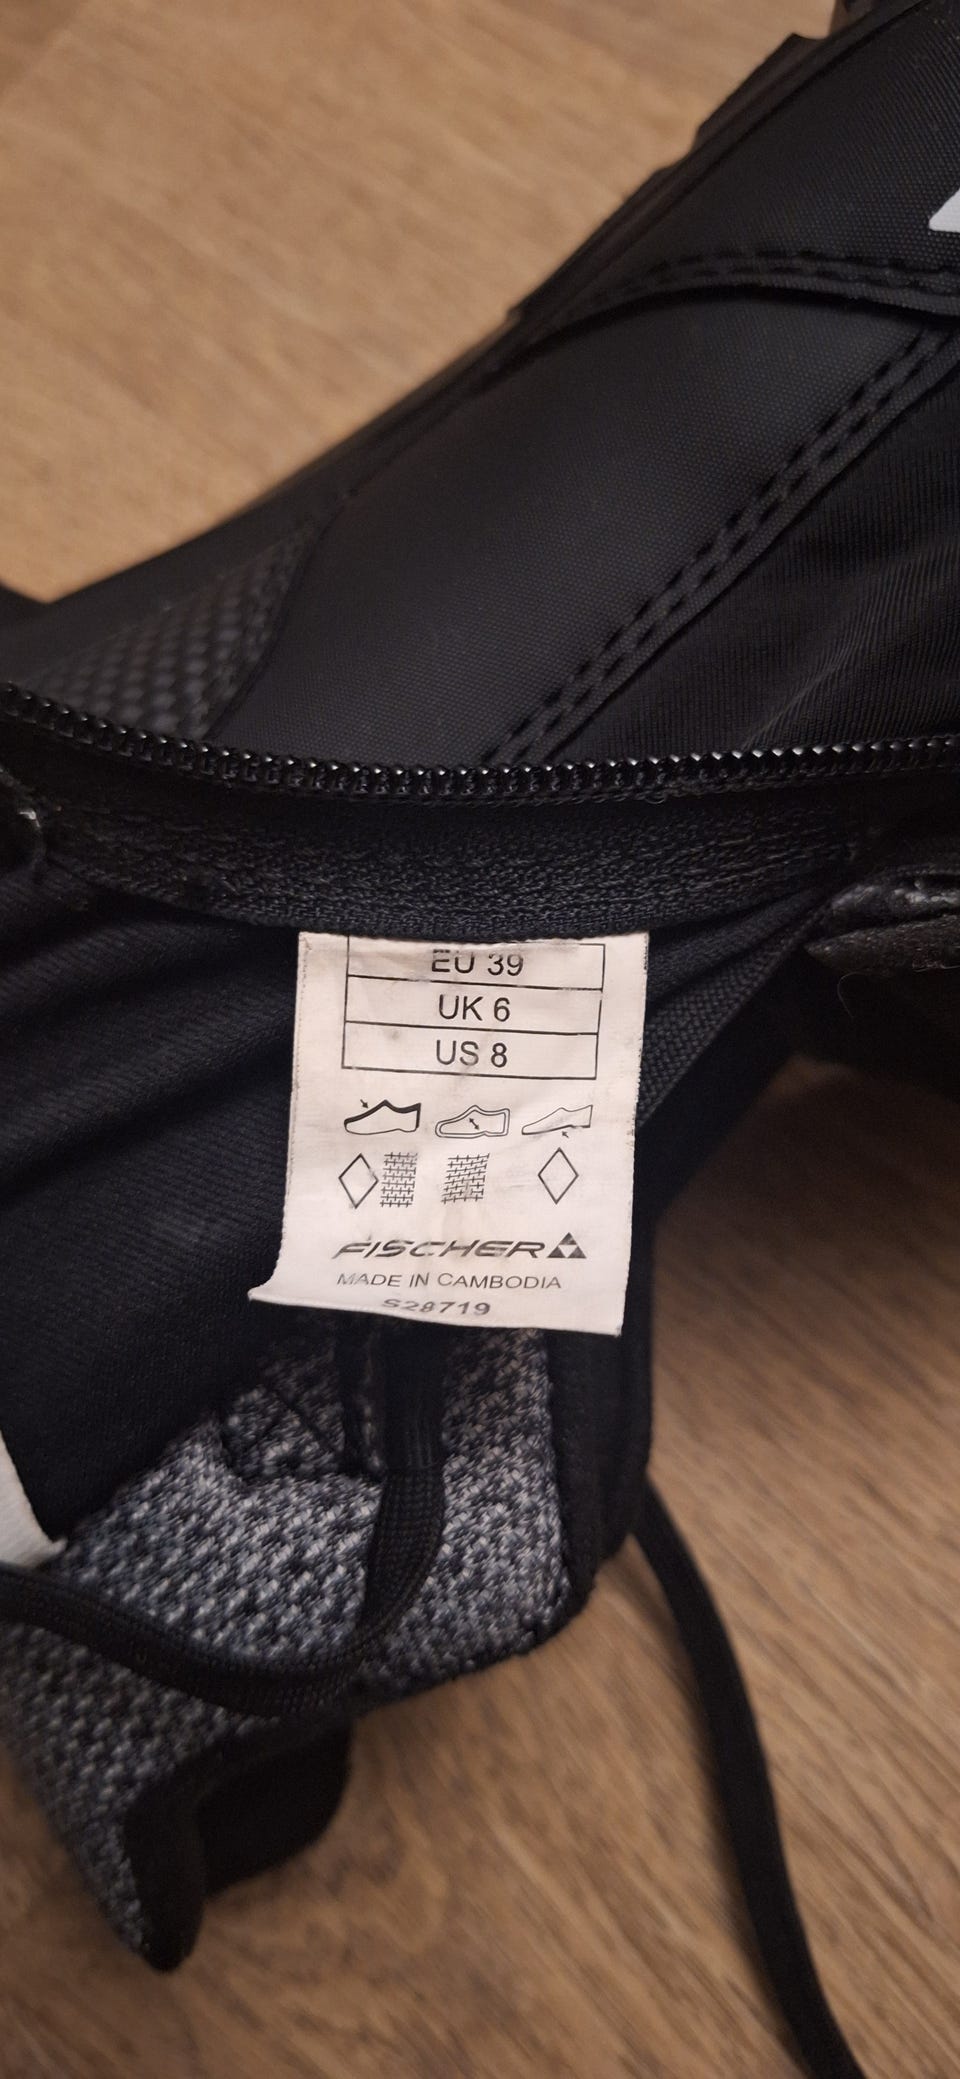 EU 39
UK 6
US 8
FISCHER
MADE IN CAMBODIA
S28719